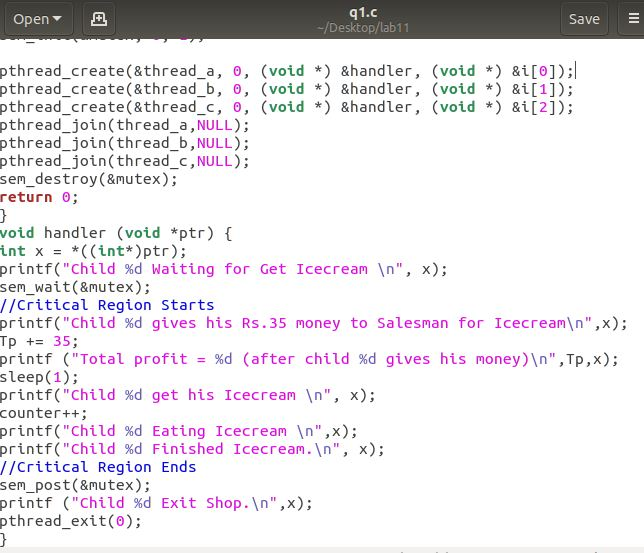 Open
q1.c
~/Desktop/lab11
Save
pthread_create(&thread_a, 0, (void *) &handler, (void *) &i[0]);
pthread_create(&thread_b, 0, (void *) &handler, (void *) &i[1]);
pthread_create(&thread_c, 0, (void *) &handler, (void *) &i[2]);
pthread_join(thread_a,NULL);
pthread_join(thread_b,NULL);
pthread_join(thread_c,NULL);
sem_destroy(&mutex);
return 0;
}
void handler (void *ptr) {
int x = *((int*)ptr);
printf("Child %d Waiting for Get Icecream \n", x);
sem_wait(&mutex);
//Critical Region Starts
printf("Child %d gives his Rs.35 money to Salesman for Icecream\n",x);
Tp += 35;
printf ("Total profit = %d (after child %d gives his money)\n",Tp,x);
sleep(1);
printf("Child %d get his Icecream \n", x);
counter++;
printf("Child %d Eating Icecream \n",x);
printf("Child %d Finished Icecream.\n", x);
//Critical Region Ends
sem_post(&mutex);
printf ("Child %d Exit Shop.\n",x);
pthread_exit(0);
}